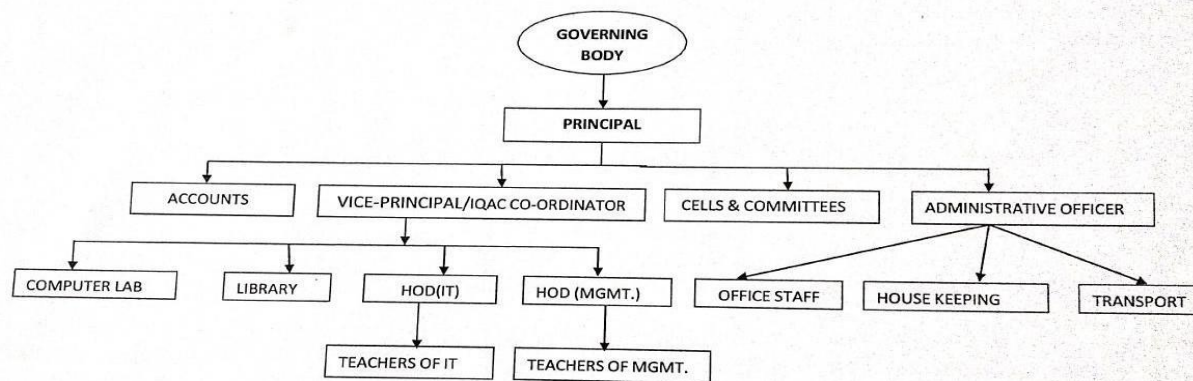 GOVERNING
BODY
PRINCIPAL
ACCOUNTS
VICE-PRINCIPAL/IQAC CO-ORDINATOR
CELLS & COMMITTEES
ADMINISTRATIVE OFFICER
COMPUTER LAB
LIBRARY
HOD(IT)
HOD (MGMT.)
OFFICE STAFF
HOUSE KEEPING
TRANSPORT
TEACHERS OF IT
TEACHERS OF MGMT.